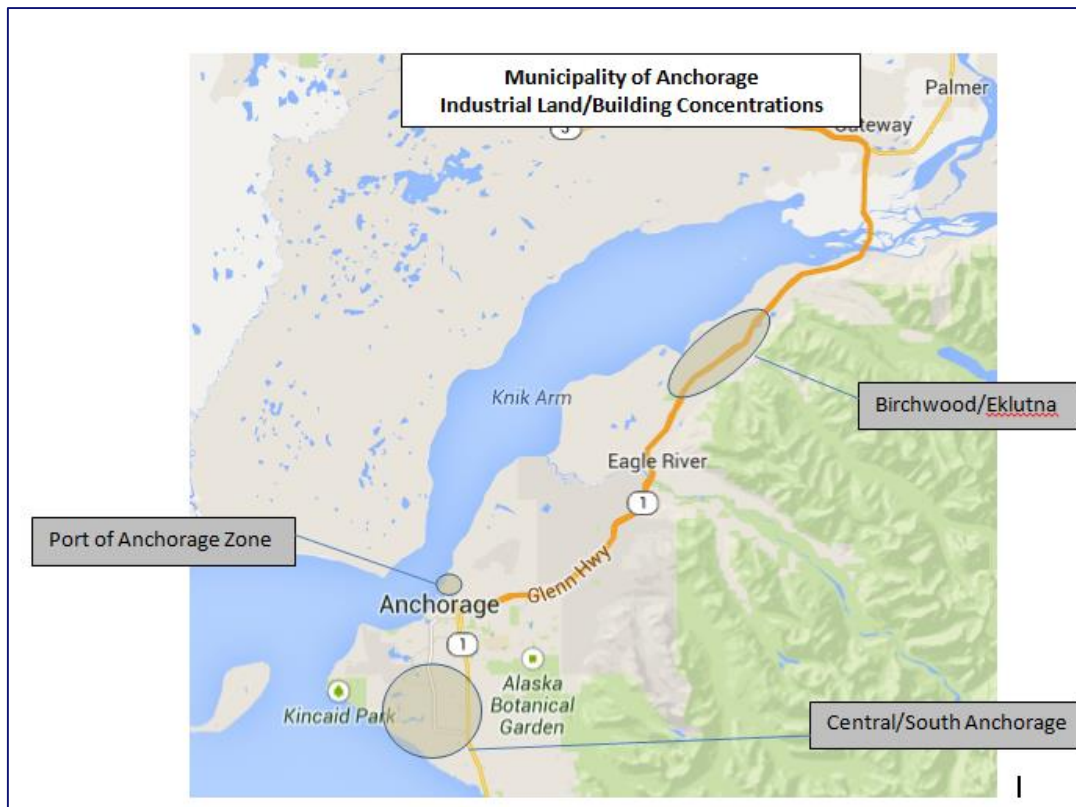 Municipality of Anchorage
Industrial Land/Building Concentrations
Palmer
Gateway
3
Knik Arm
Birchwood/Eklutna
Eagle River
1
Port of Anchorage Zone
Glenn Hwy
Anchorage
1
Alaska
Botanical
Garden
Kincaid Park
Central/South Anchorage